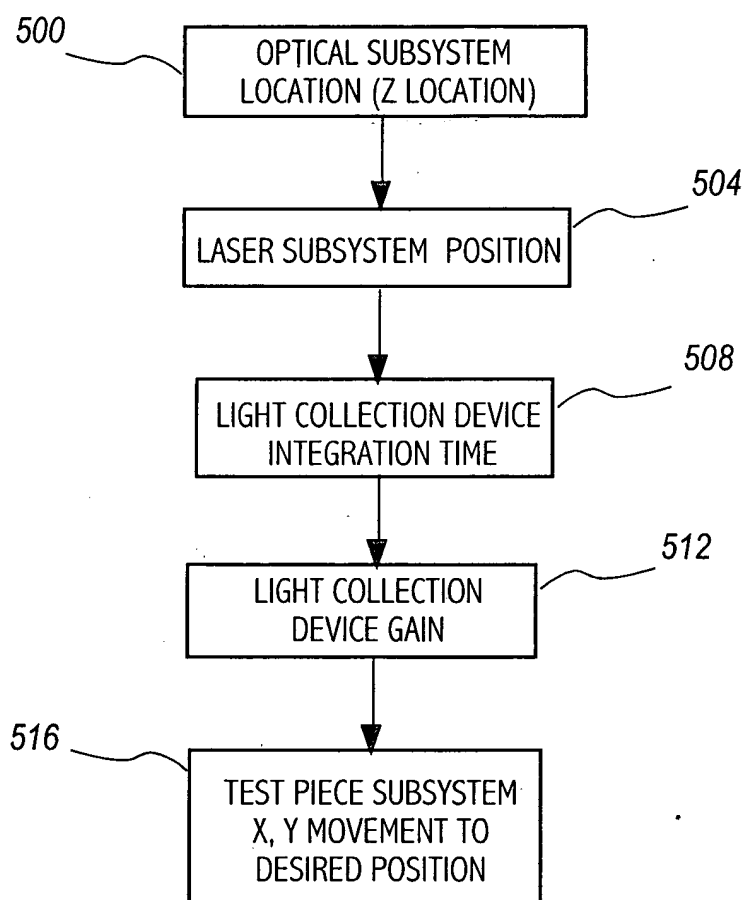 500
OPTICAL SUBSYSTEM
LOCATION (Z LOCATION)
504
LASER SUBSYSTEM POSITION
508
LIGHT COLLECTION DEVICE
INTEGRATION TIME
512
LIGHT COLLECTION
DEVICE GAIN
516
TEST PIECE SUBSYSTEM
X, Y MOVEMENT TO
DESIRED POSITION